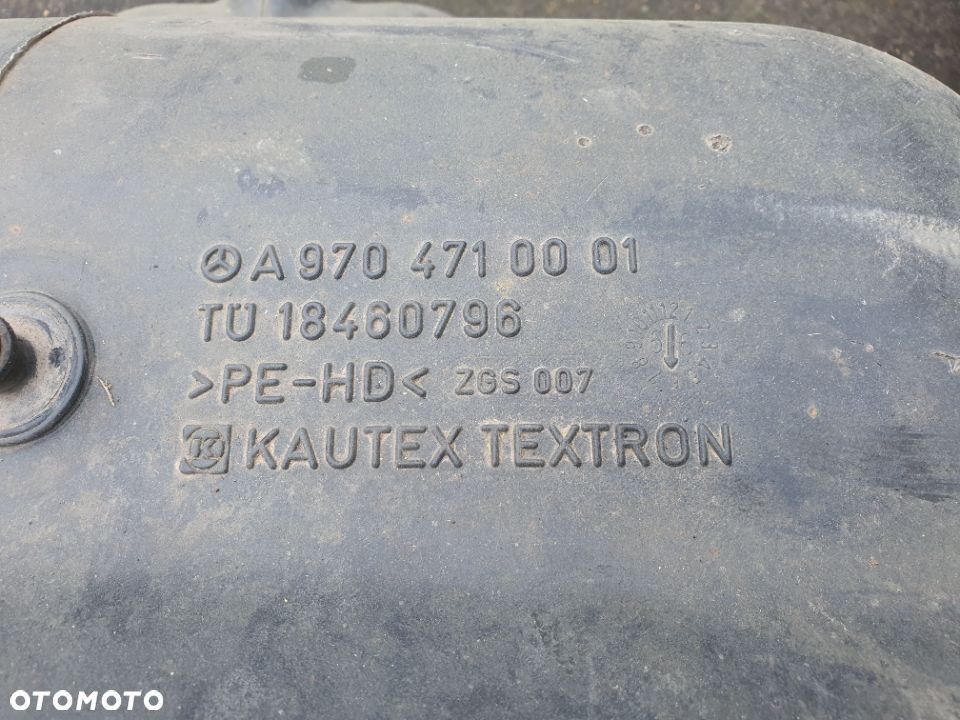 A 970 471 00 01
TÜ 18460796
>PE-HD< ZGS 007
KAUTEX TEXTRON
OTOMOTO